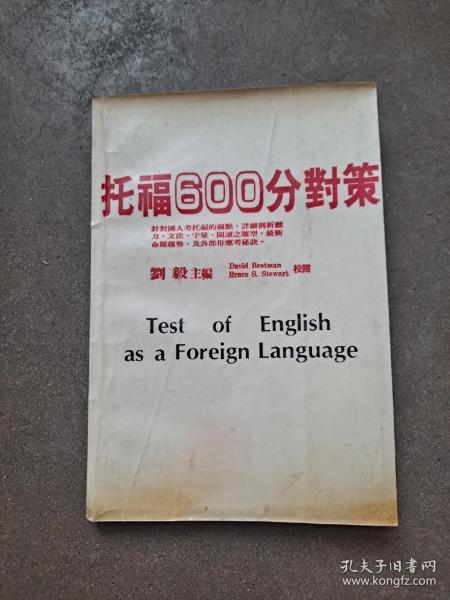 托福600分對策
針對國人考托福的弱點，詳細剖析聽
力、文法、字彙、閱讀之題型，最新
命題趨勢，及各部份應考秘訣。
劉毅主編 David Brotman
Bruce S. Stewart 校閱
Test of English
as a Foreign Language
孔夫子旧书网
www.kongfz.com